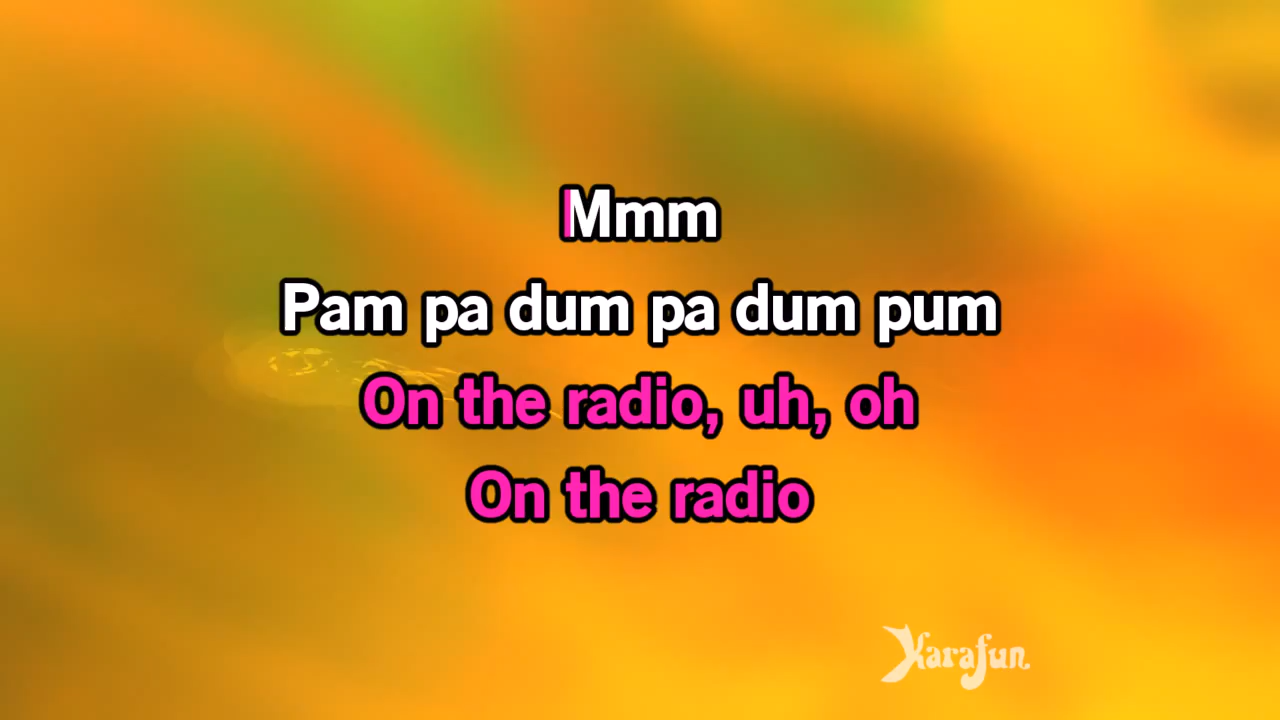 Mmm
Pam pa dum pa dum pum
On the radio, uh, oh
On the radio
Karafun